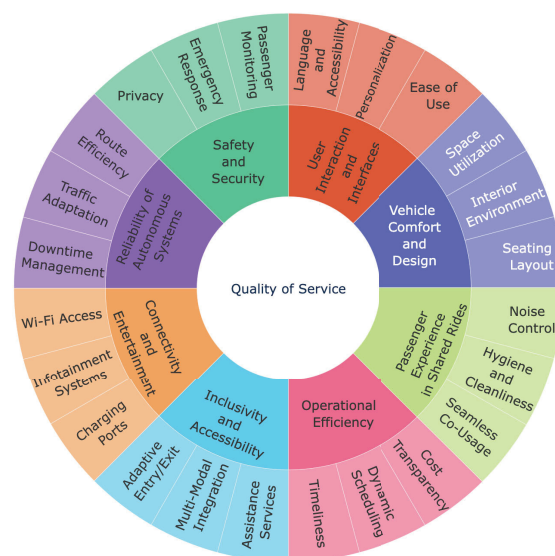 Quality of Service
User
Interaction
and
Interfaces
Language
and
Accessibility
Personalization
Ease of
Use
Vehicle
Comfort and
Design
Space
Utilization
Interior
Environment
Seating
Layout
Passenger
Experience
in Shared Rides
Noise
Control
Hygiene and
Cleanliness
Seamless
Co-Usage
Operational
Efficiency
Cost
Transparency
Dynamic
Scheduling
Timeliness
Inclusivity
and
Accessibility
Assistance
Services
Multi-Modal
Integration
Adaptive
Entry/Exit
Connectivity
and
Entertainment
Charging
Ports
Infotainment
Systems
Wi-Fi Access
Reliability of
Autonomous
Systems
Downtime
Management
Traffic
Adaptation
Route
Efficiency
Safety
and
Security
Privacy
Emergency
Response
Passenger
Monitoring